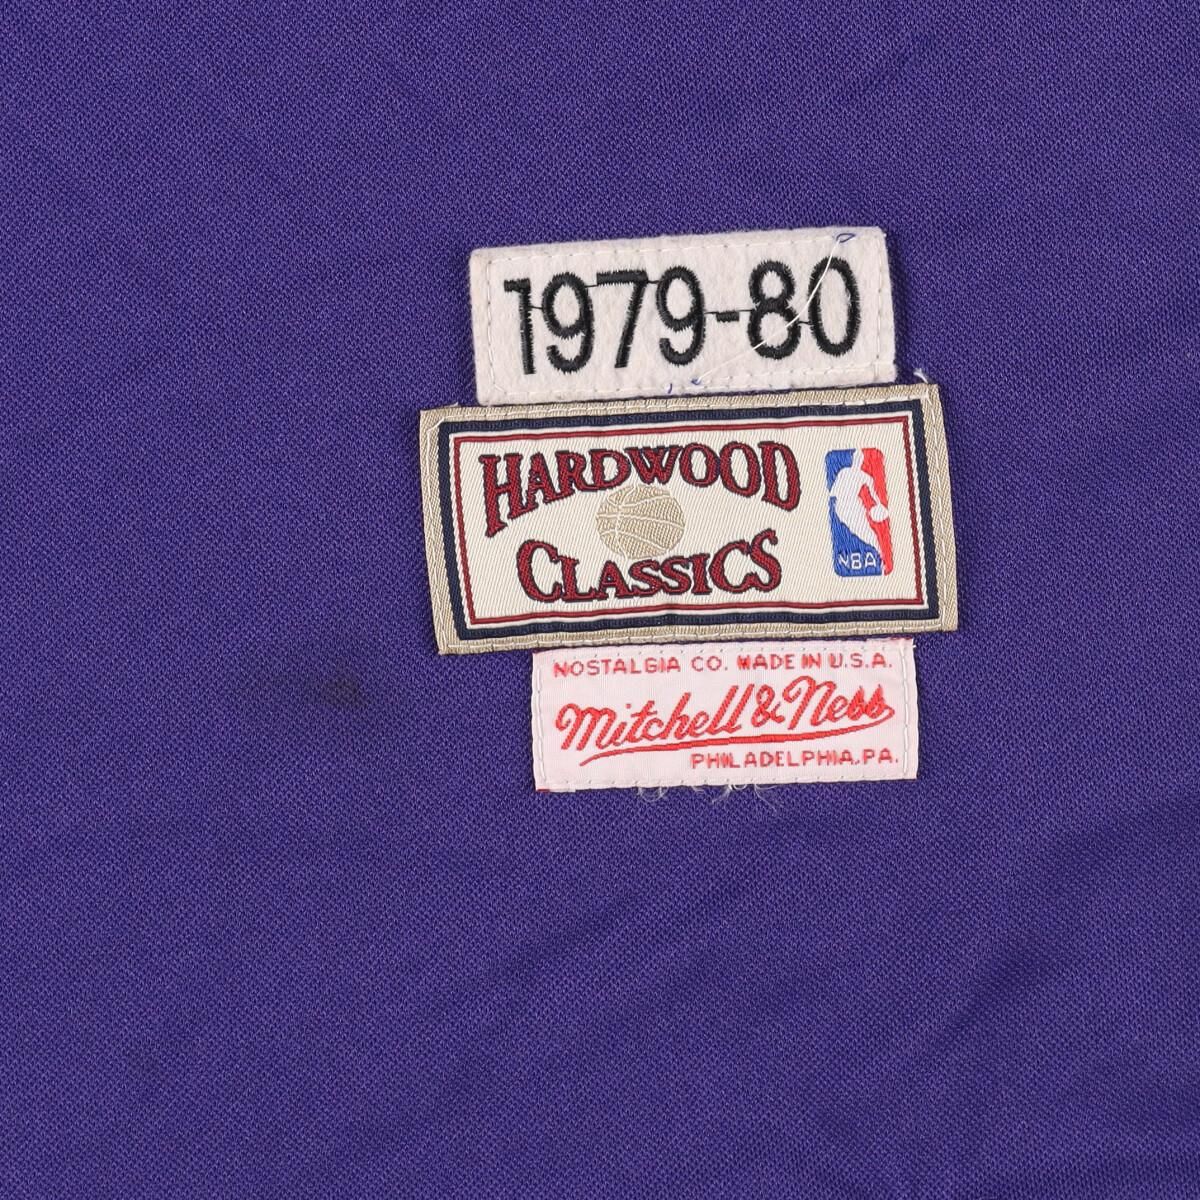 1979-80
HARDWOOD
CLASSICS
NBA
NOSTALGIA CO. MADE IN U.S.A.
Mitchell & Ness
PHILADELPHIA, PA.